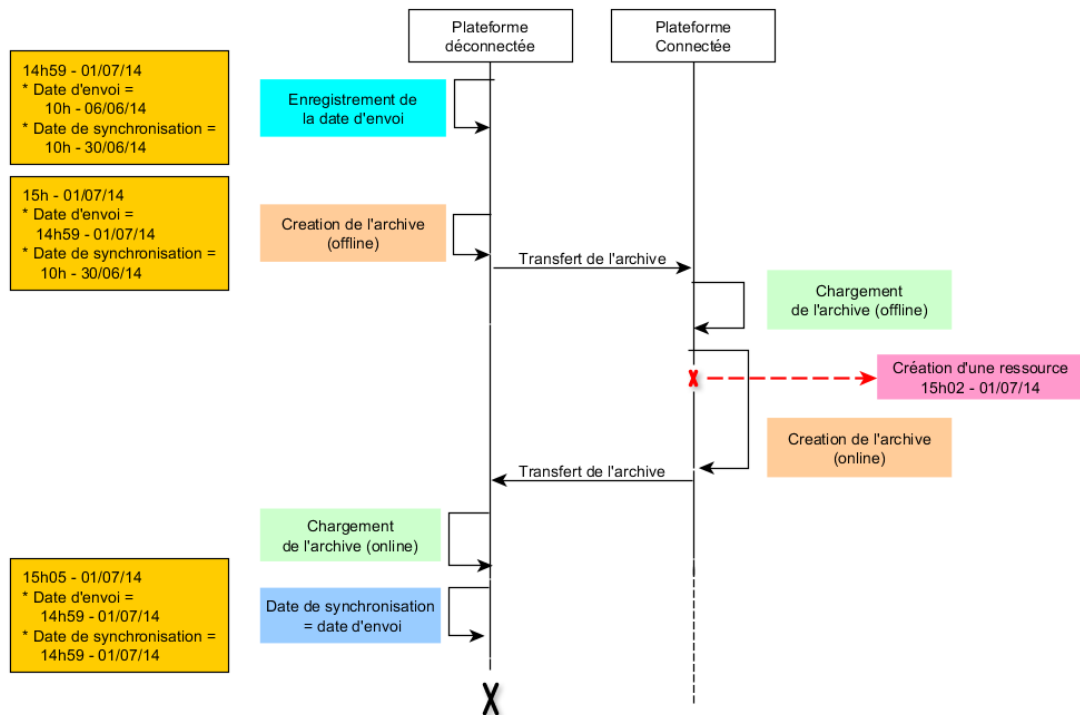 Plateforme
déconnectée
Plateforme
Connectée
14h59 - 01/07/14
* Date d'envoi =
10h - 06/06/14
* Date de synchronisation =
10h - 30/06/14
Enregistrement de
la date d'envoi
15h - 01/07/14
* Date d'envoi =
14h59 - 01/07/14
* Date de synchronisation =
10h - 30/06/14
Creation de l'archive
(offline)
Transfert de l'archive
Chargement
de l'archive (offline)
Création d'une ressource
15h02 - 01/07/14
Creation de l'archive
(online)
Transfert de l'archive
Chargement
de l'archive (online)
15h05 - 01/07/14
* Date d'envoi =
14h59 - 01/07/14
* Date de synchronisation =
14h59 - 01/07/14
Date de synchronisation
= date d'envoi